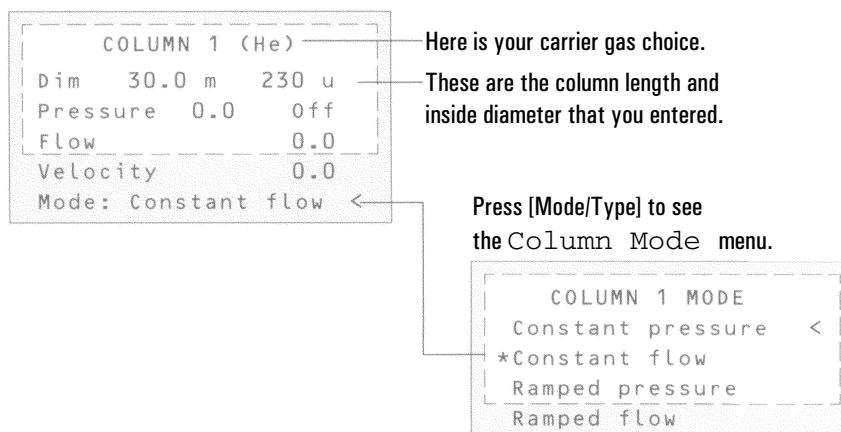 COLUMN 1 (He)
Here is your carrier gas choice.
Dim 30.0 m 230 u
These are the column length and
inside diameter that you entered.
Pressure 0.0 Off
Flow 0.0
Velocity 0.0
Mode: Constant flow <
Press [Mode/Type] to see
the Column Mode menu.
COLUMN 1 MODE
Constant pressure <
*Constant flow
Ramped pressure
Ramped flow